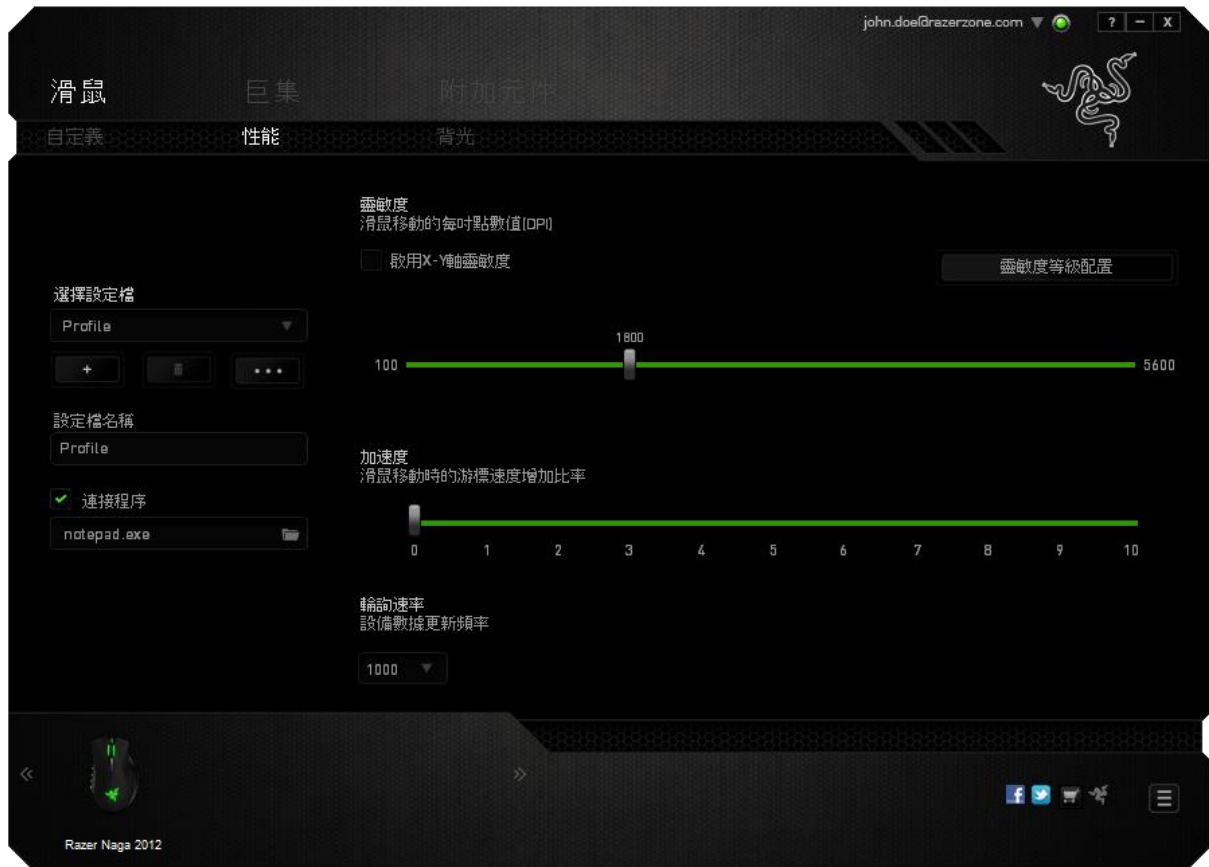 john.doe@razerzone.com
? – X
滑鼠 巨集 附加元件
自定義 性能 背光
靈敏度
滑鼠移動的每吋點數值(DPI)
啟用X-Y軸靈敏度
靈敏度等級配置
選擇設定檔
Profile
+ •••
1800
100 5600
設定檔名稱
Profile
加速度
滑鼠移動時的游標速度增加比率
連接程序
notepad.exe
0 1 2 3 4 5 6 7 8 9 10
輪詢速率
設備數據更新頻率
1000
Razer Naga 2012